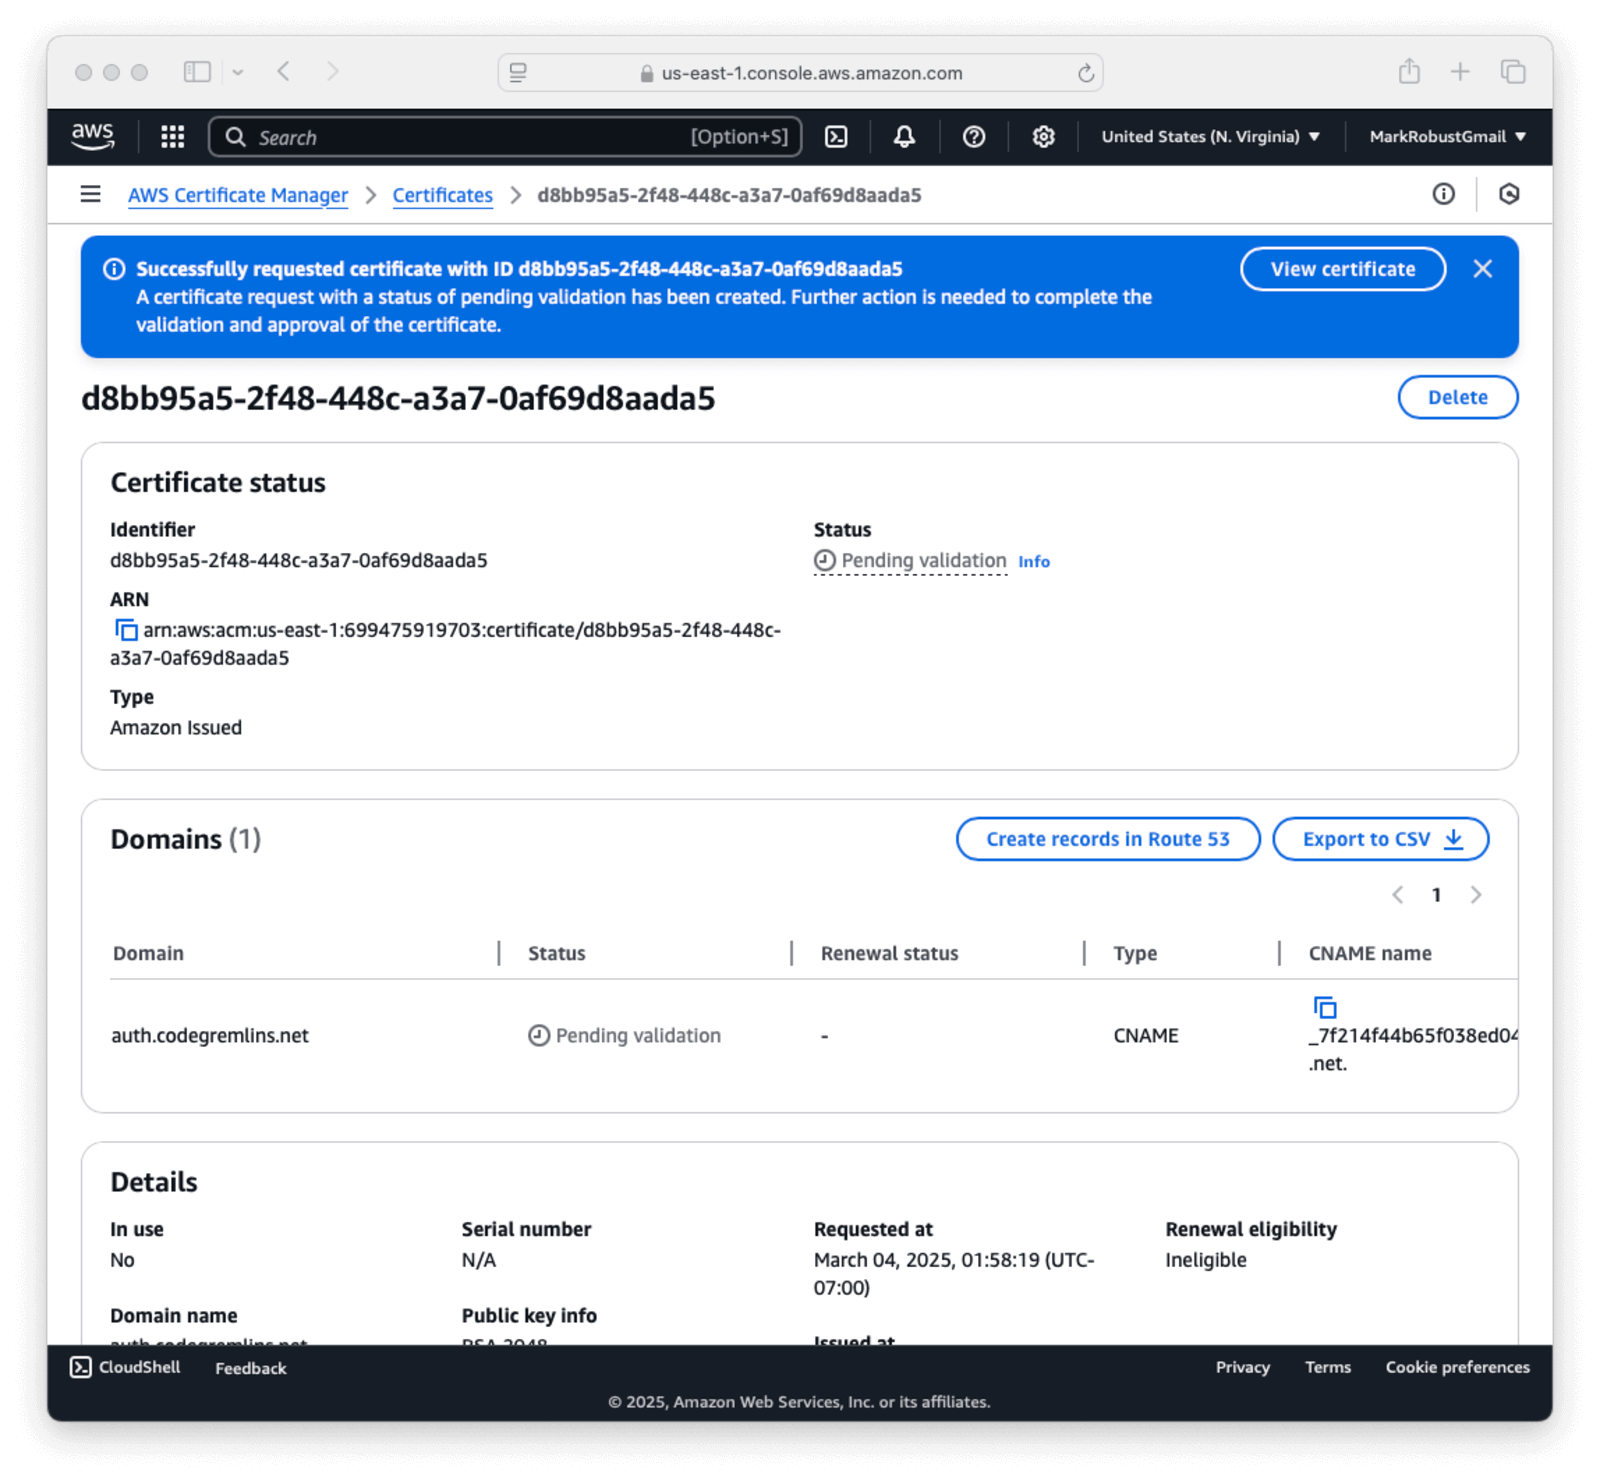 us-east-1.console.aws.amazon.com
aws
Search
[Option+S]
United States (N. Virginia)
MarkRobustGmail
AWS Certificate Manager
Certificates
d8bb95a5-2f48-448c-a3a7-0af69d8aada5
Successfully requested certificate with ID d8bb95a5-2f48-448c-a3a7-0af69d8aada5
A certificate request with a status of pending validation has been created. Further action is needed to complete the
validation and approval of the certificate.
View certificate
d8bb95a5-2f48-448c-a3a7-0af69d8aada5
Delete
Certificate status
Identifier
d8bb95a5-2f48-448c-a3a7-0af69d8aada5
Status
Pending validation
Info
ARN
arn:aws:acm:us-east-1:699475919703:certificate/d8bb95a5-2f48-448c-
a3a7-0af69d8aada5
Type
Amazon Issued
Domains (1)
Create records in Route 53
Export to CSV
1
Domain
Status
Renewal status
Type
CNAME name
auth.codegremlins.net
Pending validation
-
CNAME
_7f214f44b65f038ed04
.net.
Details
In use
No
Serial number
N/A
Requested at
March 04, 2025, 01:58:19 (UTC-
07:00)
Renewal eligibility
Ineligible
Domain name
auth.codegremlins.net
Public key info
RSA 2048
Issued at
CloudShell
Feedback
Privacy
Terms
Cookie preferences
© 2025, Amazon Web Services, Inc. or its affiliates.